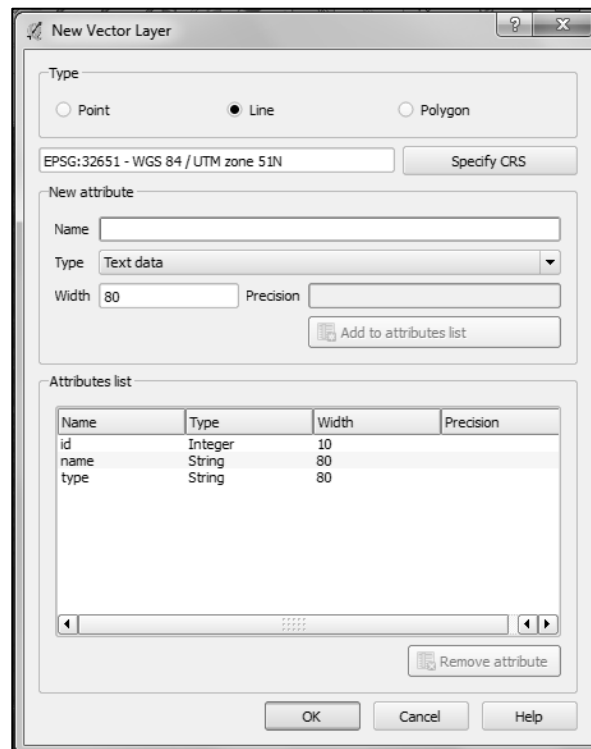 New Vector Layer
Type
Point Line Polygon
EPSG:32651 - WGS 84 / UTM zone 51N Specify CRS
New attribute
Name
Type Text data
Width 80 Precision
Add to attributes list
Attributes list
Name Type Width Precision
id Integer 10
name String 80
type String 80
Remove attribute
OK Cancel Help